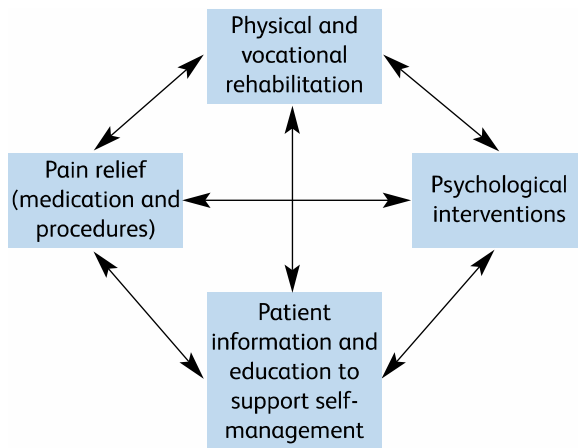 Physical and
vocational
rehabilitation
Pain relief
(medication and
procedures)
Psychological
interventions
Patient
information and
education to
support self-
management